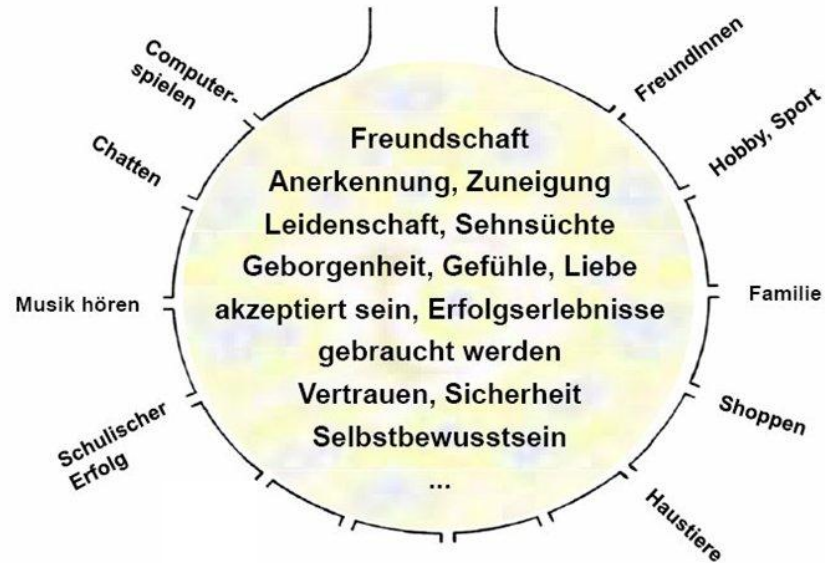 Computer-
spielen
Chatten
Musik hören
Schulischer
Erfolg
Freundschaft
Anerkennung, Zuneigung
Leidenschaft, Sehnsüchte
Geborgenheit, Gefühle, Liebe
akzeptiert sein, Erfolgserlebnisse
gebraucht werden
Vertrauen, Sicherheit
Selbstbewusstsein
...
FreundInnen
Hobby, Sport
Familie
Shoppen
Haustiere